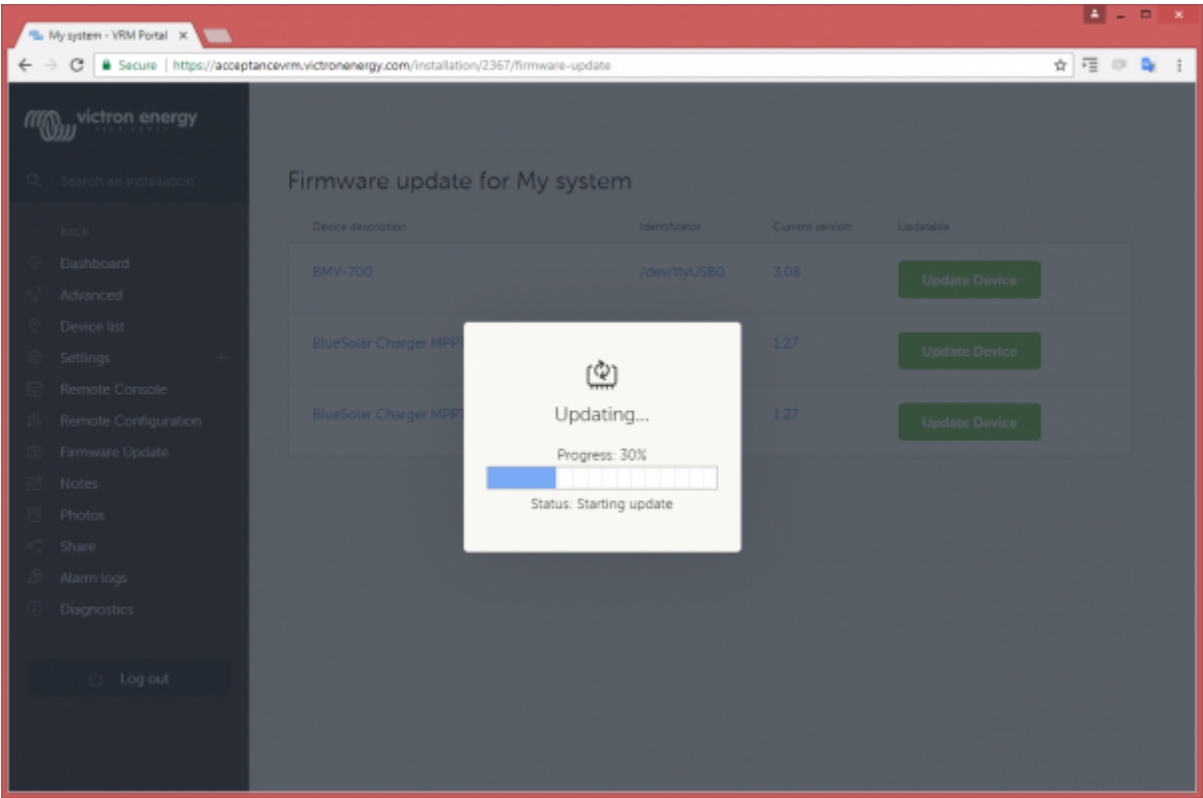 My system - VRM Portal
Secure | https://acceptancevrm.victronenergy.com/installation/2367/firmware-update
victron energy
BLUE POWER
Search an installation
Firmware update for My system
BACK
Device description Identificator Current version Updatable
Dashboard
BMV-700 /dev/ttyUSB0 3.08 Update Device
Advanced
Device list
BlueSolar Charger MPPT 1.27 Update Device
Settings
Remote Console
Remote Configuration
BlueSolar Charger MPPT 1.27 Update Device
Firmware Update
Notes
Photos
Share
Alarm logs
Diagnostics
Log out
Updating...
Progress: 30%
Status: Starting update